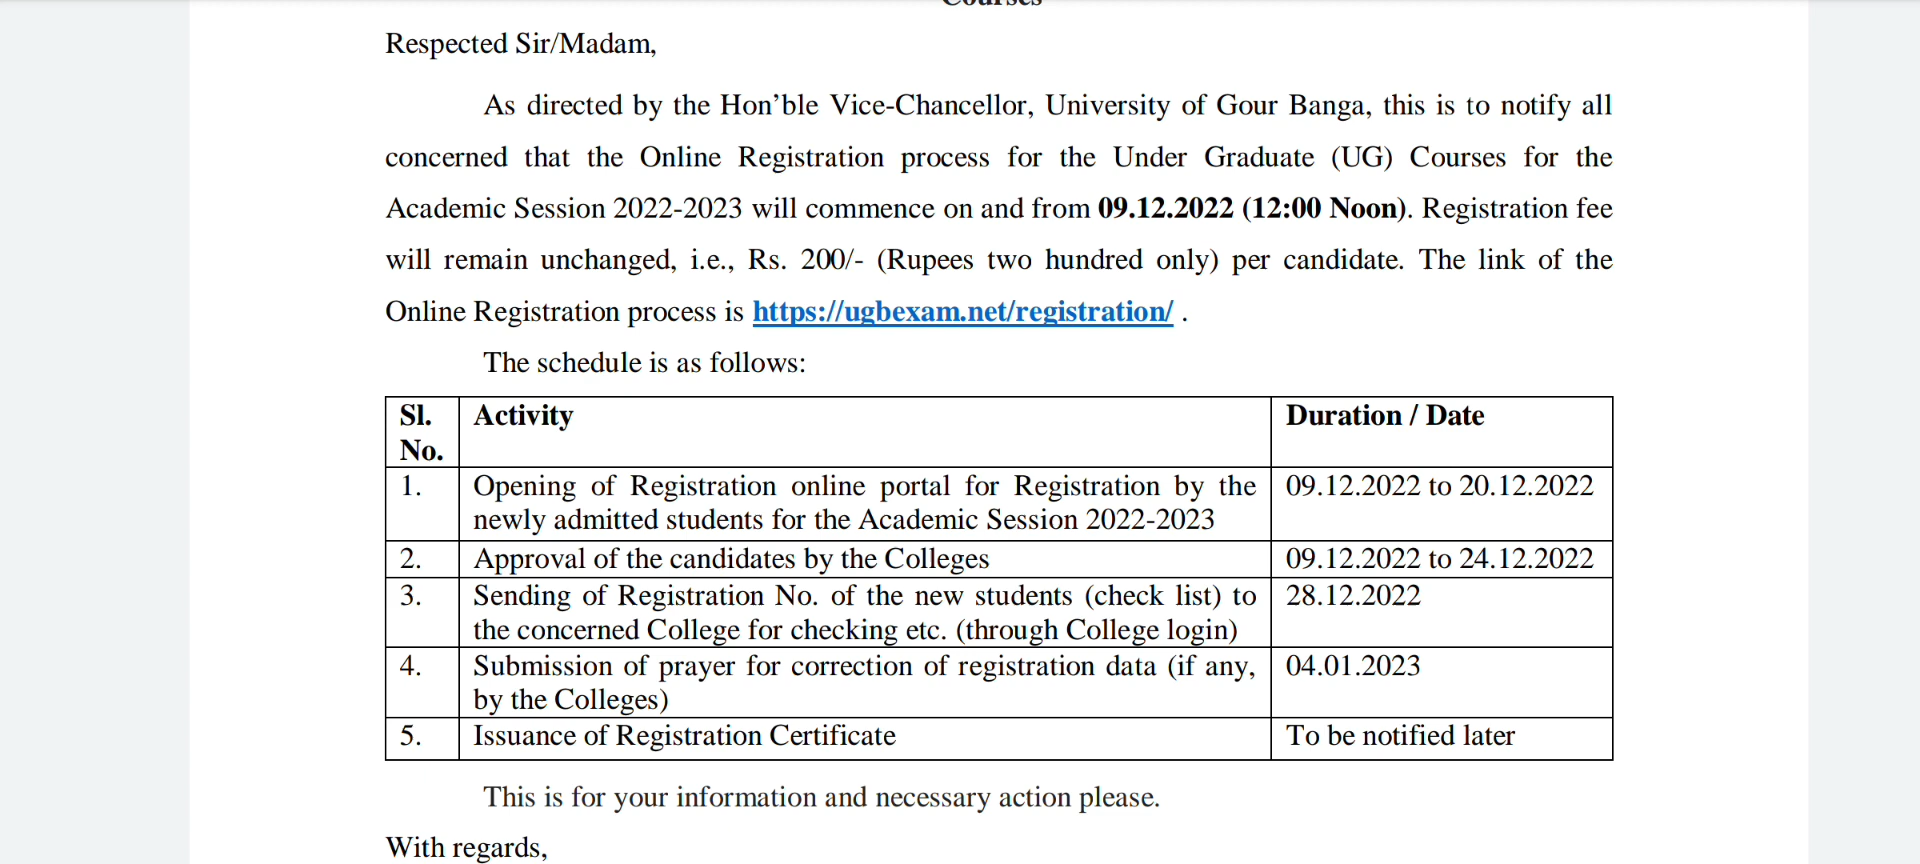 Courses
Respected Sir/Madam,
As directed by the Hon’ble Vice-Chancellor, University of Gour Banga, this is to notify all
concerned that the Online Registration process for the Under Graduate (UG) Courses for the
Academic Session 2022-2023 will commence on and from 09.12.2022 (12:00 Noon). Registration fee
will remain unchanged, i.e., Rs. 200/- (Rupees two hundred only) per candidate. The link of the
Online Registration process is https://ugbexam.net/registration/ .
The schedule is as follows:
Sl. No. Activity Duration / Date
1. Opening of Registration online portal for Registration by the 09.12.2022 to 20.12.2022
newly admitted students for the Academic Session 2022-2023
2. Approval of the candidates by the Colleges 09.12.2022 to 24.12.2022
3. Sending of Registration No. of the new students (check list) to 28.12.2022
the concerned College for checking etc. (through College login)
4. Submission of prayer for correction of registration data (if any, 04.01.2023
by the Colleges)
5. Issuance of Registration Certificate To be notified later
This is for your information and necessary action please.
With regards,